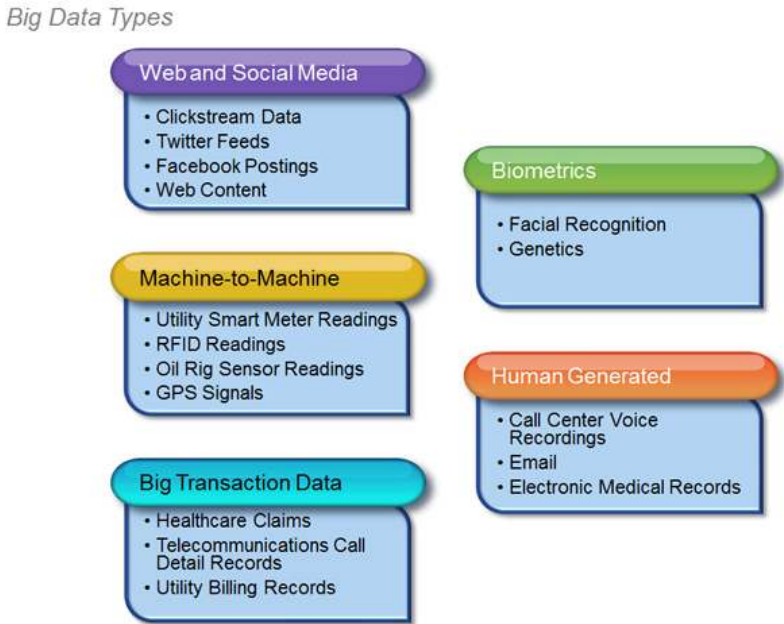 Big Data Types
Web and Social Media
• Clickstream Data
• Twitter Feeds
• Facebook Postings
• Web Content
Machine-to-Machine
• Utility Smart Meter Readings
• RFID Readings
• Oil Rig Sensor Readings
• GPS Signals
Big Transaction Data
• Healthcare Claims
• Telecommunications Call
Detail Records
• Utility Billing Records
Biometrics
• Facial Recognition
• Genetics
Human Generated
• Call Center Voice
Recordings
• Email
• Electronic Medical Records